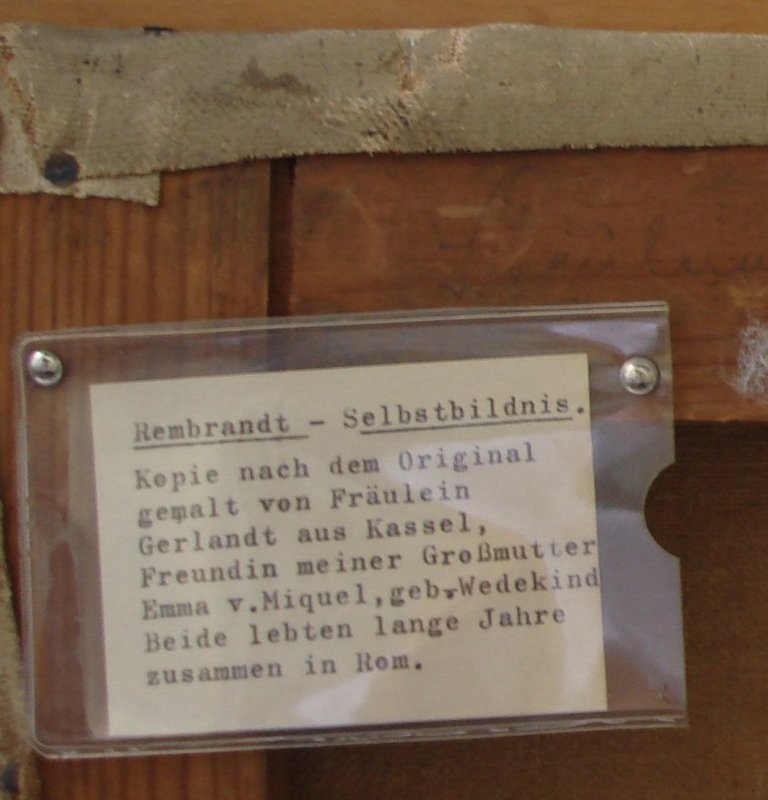 Rembrandt - Selbstbildnis.
Kopie nach dem Original
gemalt von Fräulein
Gerlandt aus Kassel,
Freundin meiner Großmutter
Emma v.Miquel,geb.Wedekind
Beide lebten lange Jahre
zusammen in Rom.